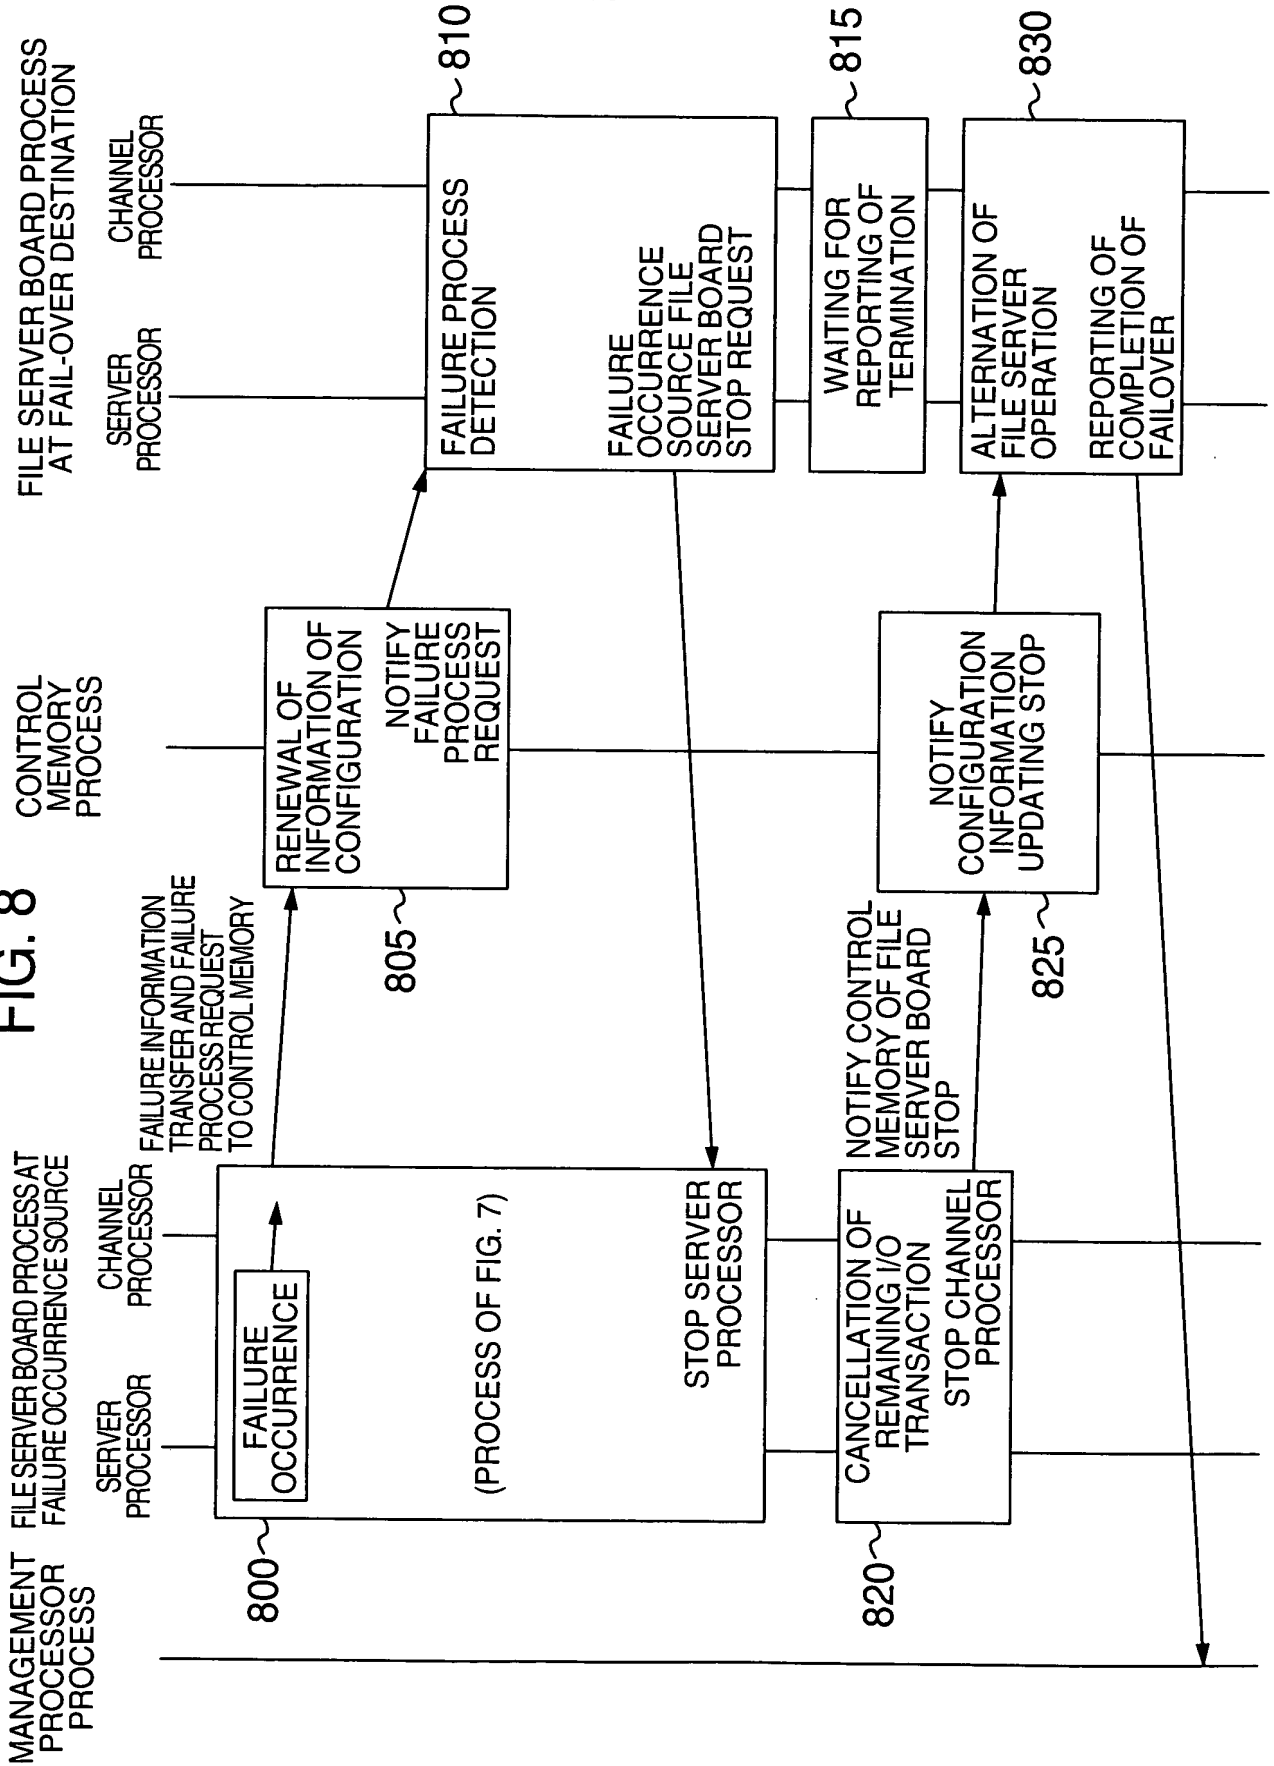 FIG. 8
MANAGEMENT
PROCESSOR
PROCESS
FILE SERVER BOARD PROCESS AT
FAILURE OCCURRENCE SOURCE
SERVER
PROCESSOR
CHANNEL
PROCESSOR
CONTROL
MEMORY
PROCESS
FILE SERVER BOARD PROCESS
AT FAIL-OVER DESTINATION
SERVER
PROCESSOR
CHANNEL
PROCESSOR
800
FAILURE
OCCURRENCE
(PROCESS OF FIG. 7)
STOP SERVER
PROCESSOR
FAILURE INFORMATION
TRANSFER AND FAILURE
PROCESS REQUEST
TO CONTROL MEMORY
805
RENEWAL OF
INFORMATION OF
CONFIGURATION
NOTIFY
FAILURE
PROCESS
REQUEST
810
FAILURE PROCESS
DETECTION
FAILURE
OCCURRENCE
SOURCE FILE
SERVER BOARD
STOP REQUEST
815
WAITING FOR
REPORTING OF
TERMINATION
820
CANCELLATION OF
REMAINING I/O
TRANSACTION
STOP CHANNEL
PROCESSOR
NOTIFY CONTROL
MEMORY OF FILE
SERVER BOARD
STOP
825
NOTIFY
CONFIGURATION
INFORMATION
UPDATING STOP
830
ALTERNATION OF
FILE SERVER
OPERATION
REPORTING OF
COMPLETION OF
FAILOVER